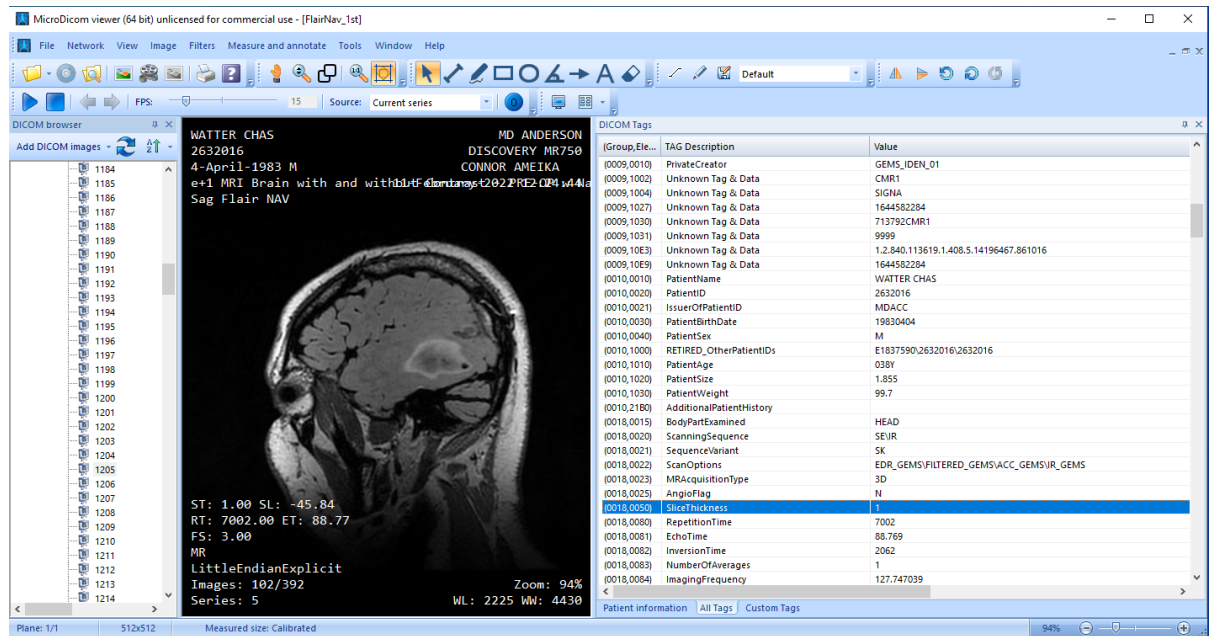 MicroDicom viewer (64 bit) unlicensed for commercial use - [FlairNav_1st]
File Network View Image Filters Measure and annotate Tools Window Help
Default
FPS: 15 Source: Current series
DICOM browser
Add DICOM images
1184
1185
1186
1187
1188
1189
1190
1191
1192
1193
1194
1195
1196
1197
1198
1199
1200
1201
1202
1203
1204
1205
1206
1207
1208
1209
1210
1211
1212
1213
1214
WATTER CHAS
2632016
4-April-1983 M
e+1 MRI Brain with and without
Sag Flair NAV
MD ANDERSON
DISCOVERY MR750
CONNOR AMEIKA
ST: 1.00 SL: -45.84
RT: 7002.00 ET: 88.77
FS: 3.00
MR
LittleEndianExplicit
Images: 102/392
Series: 5
Zoom: 94%
WL: 2225 WW: 4430
DICOM Tags
(Group,Ele... TAG Description Value
(0009,0010) PrivateCreator GEMS_IDEN_01
(0009,1002) Unknown Tag & Data CMR1
(0009,1004) Unknown Tag & Data SIGNA
(0009,1027) Unknown Tag & Data 1644582284
(0009,1030) Unknown Tag & Data 713792CMR1
(0009,1031) Unknown Tag & Data 9999
(0009,10E3) Unknown Tag & Data 1.2.840.113619.1.408.5.14196467.861016
(0009,10E9) Unknown Tag & Data 1644582284
(0010,0010) PatientName WATTER CHAS
(0010,0020) PatientID 2632016
(0010,0021) IssuerOfPatientID MDACC
(0010,0030) PatientBirthDate 19830404
(0010,0040) PatientSex M
(0010,1000) RETIRED_OtherPatientIDs E1837590\2632016\2632016
(0010,1010) PatientAge 038Y
(0010,1020) PatientSize 1.855
(0010,1030) PatientWeight 99.7
(0010,21B0) AdditionalPatientHistory
(0018,0015) BodyPartExamined HEAD
(0018,0020) ScanningSequence SE\IR
(0018,0021) SequenceVariant SK
(0018,0022) ScanOptions EDR_GEMS\FILTERED_GEMS\ACC_GEMS\IR_GEMS
(0018,0023) MRAcquisitionType 3D
(0018,0025) AngioFlag N
(0018,0050) SliceThickness 1
(0018,0080) RepetitionTime 7002
(0018,0081) EchoTime 88.769
(0018,0082) InversionTime 2062
(0018,0083) NumberOfAverages 1
(0018,0084) ImagingFrequency 127.747039
Patient information All Tags Custom Tags
Plane: 1/1 512x512 Measured size: Calibrated 94%